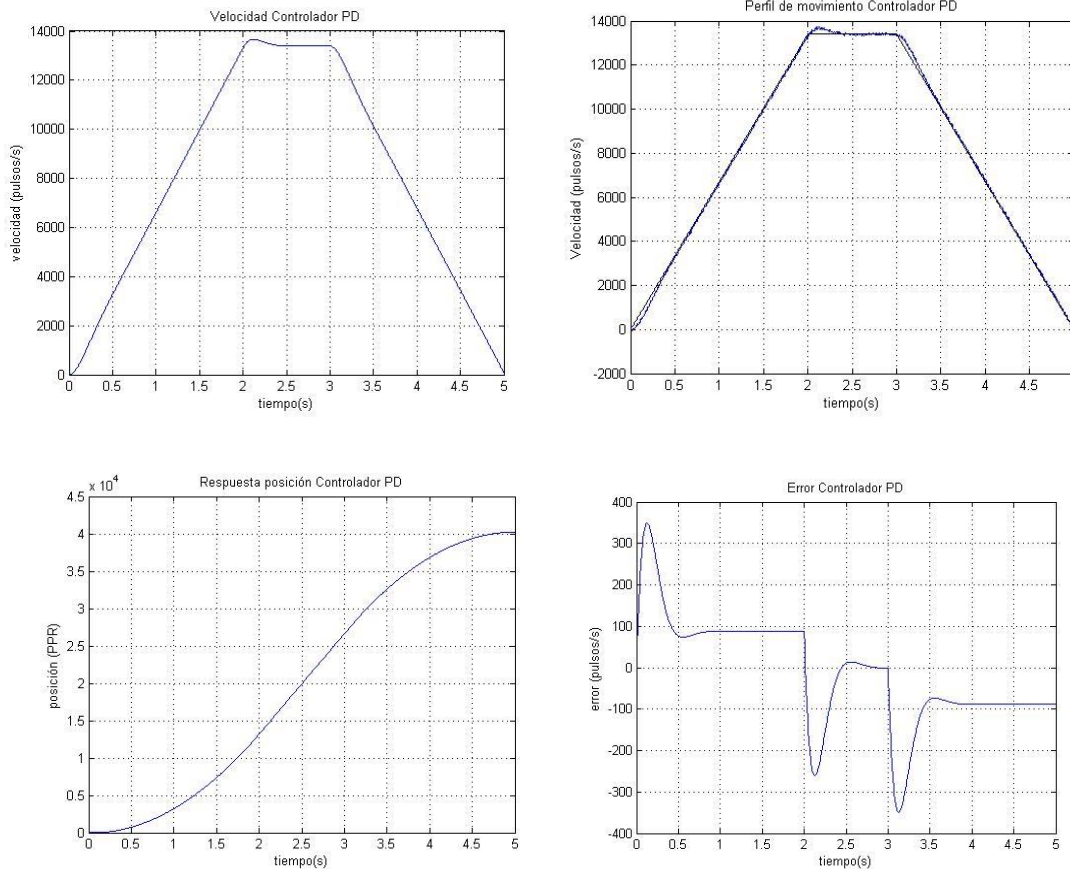 Velocidad Controlador PD
14000
12000
10000
8000
6000
4000
2000
0
velocidad (pulsos/s)
0 0.5 1 1.5 2 2.5 3 3.5 4 4.5 5
tiempo(s)
Perfil de movimiento Controlador PD
14000
12000
10000
8000
6000
4000
2000
0
-2000
Velocidad (pulsos/s)
0 0.5 1 1.5 2 2.5 3 3.5 4 4.5
tiempo(s)
Respuesta posición Controlador PD
x 10^4
4.5
4
3.5
3
2.5
2
1.5
1
0.5
0
posición (PPR)
0 0.5 1 1.5 2 2.5 3 3.5 4 4.5 5
tiempo(s)
Error Controlador PD
400
300
200
100
0
-100
-200
-300
-400
error (pulsos/s)
0 0.5 1 1.5 2 2.5 3 3.5 4 4.5 5
tiempo(s)